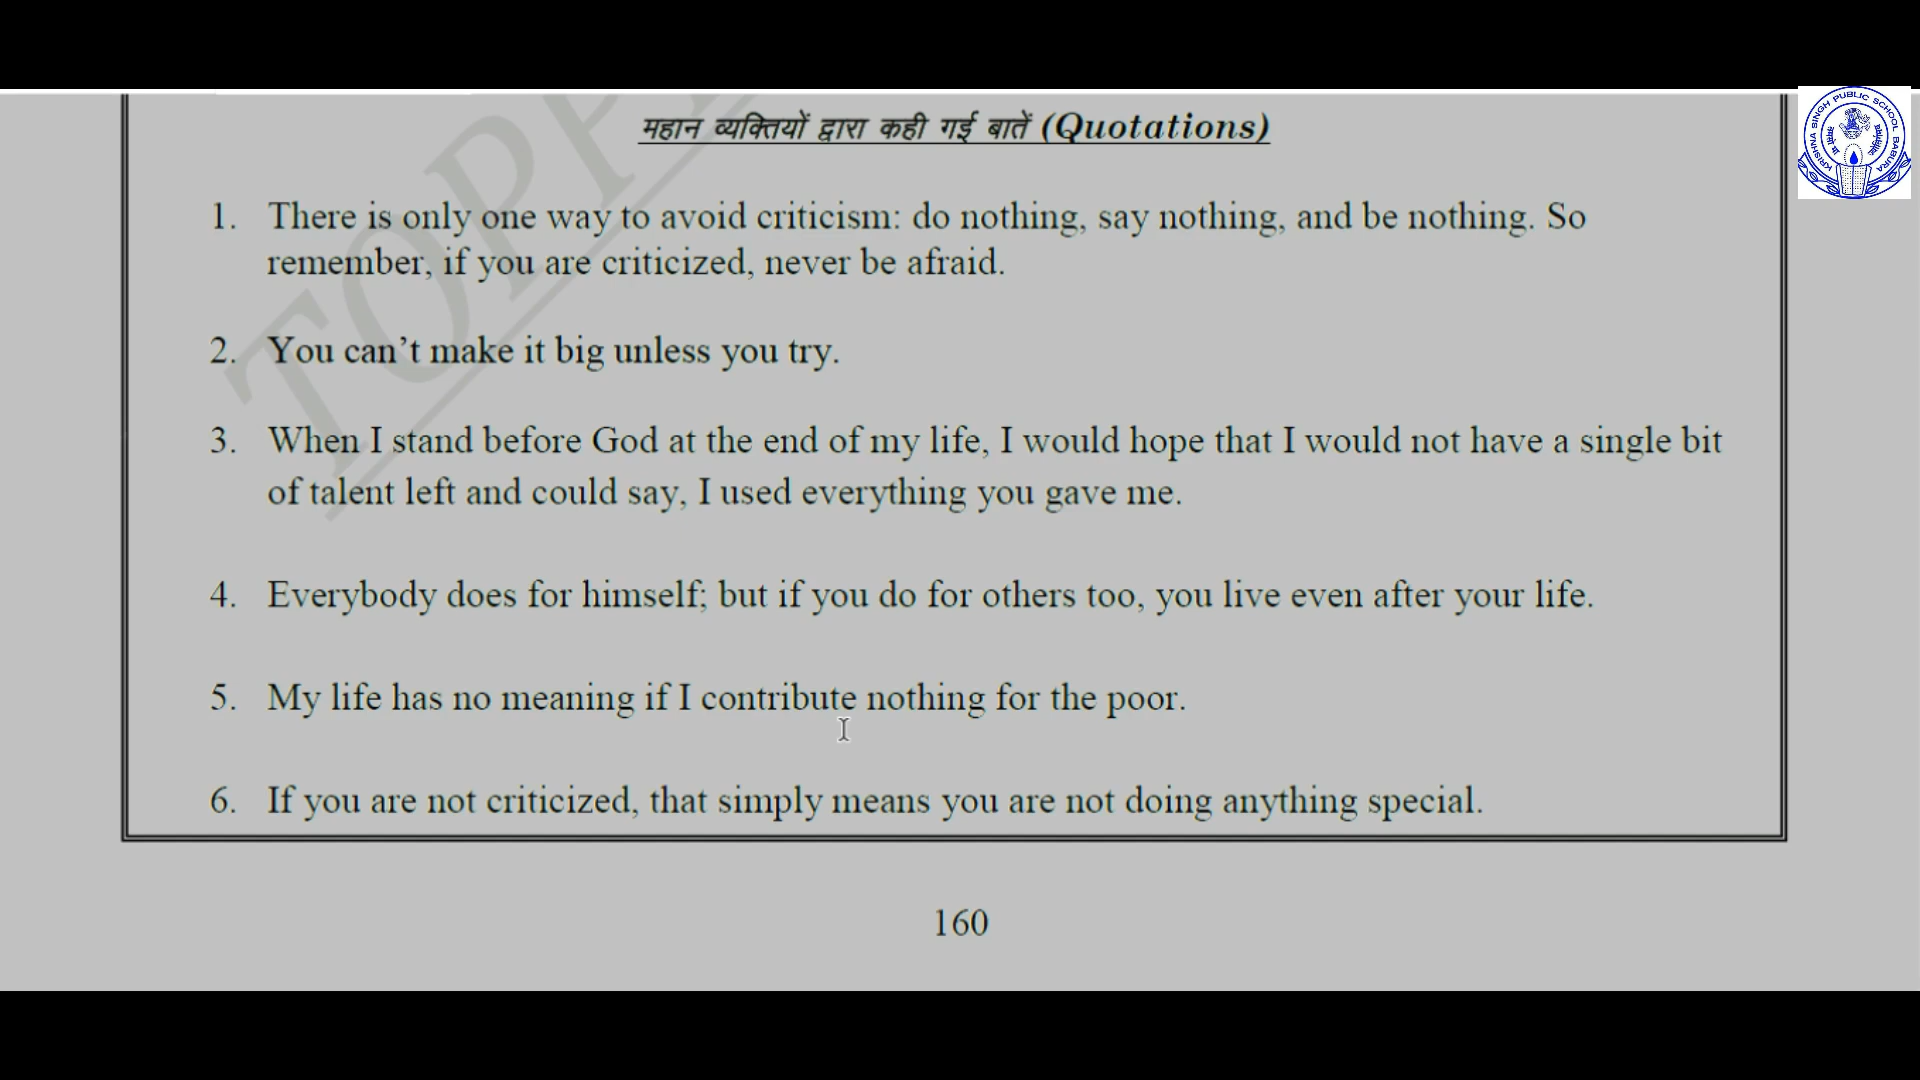 महान व्यक्तियों द्वारा कही गई बातें (Quotations)
KRISHNA SINGH PUBLIC SCHOOL BABURA
1. There is only one way to avoid criticism: do nothing, say nothing, and be nothing. So
remember, if you are criticized, never be afraid.
2. You can’t make it big unless you try.
3. When I stand before God at the end of my life, I would hope that I would not have a single bit
of talent left and could say, I used everything you gave me.
4. Everybody does for himself; but if you do for others too, you live even after your life.
5. My life has no meaning if I contribute nothing for the poor.
6. If you are not criticized, that simply means you are not doing anything special.
160